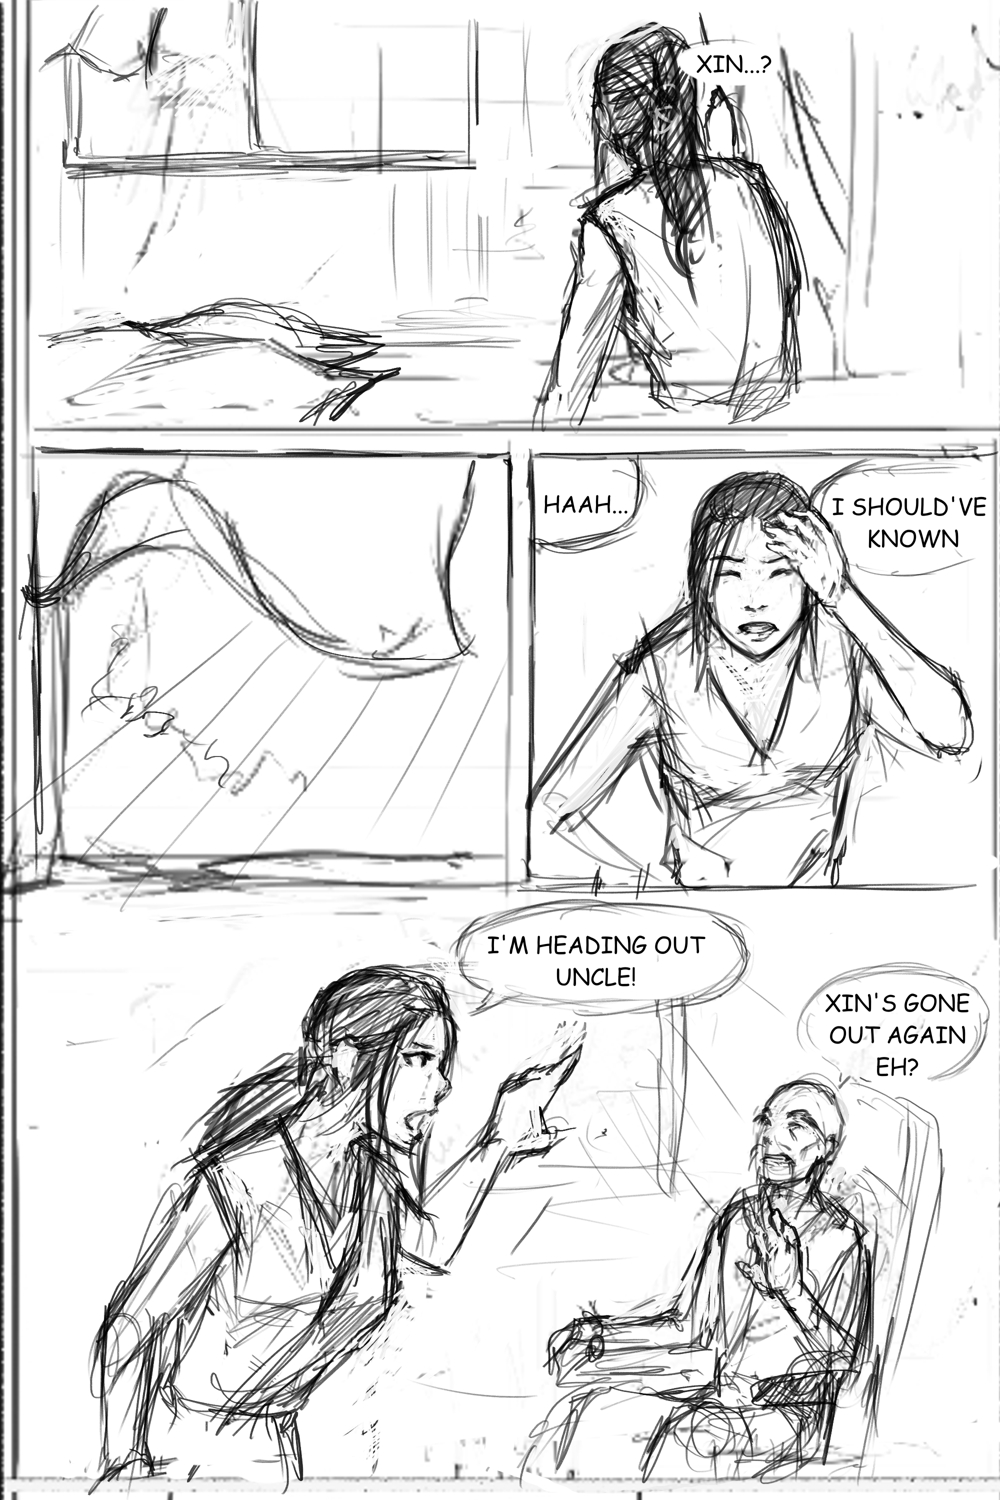 XIN...?
HAAH...
I SHOULD'VE
KNOWN
I'M HEADING OUT
UNCLE!
XIN'S GONE
OUT AGAIN
EH?